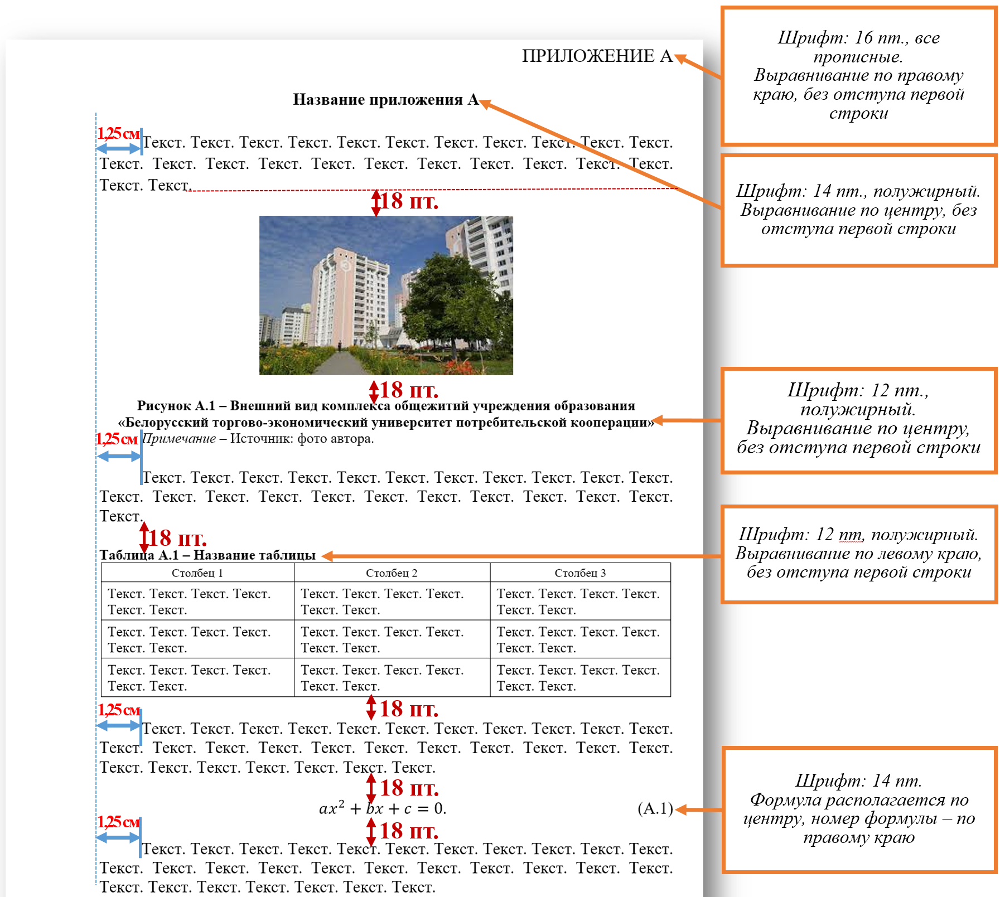 ПРИЛОЖЕНИЕ А
Шрифт: 16 пт., все
прописные.
Выравнивание по правому
краю, без отступа первой
строки
Название приложения А
Шрифт: 14 пт., полужирный.
Выравнивание по центру, без
отступа первой строки
1,25 см
Текст. Текст. Текст. Текст. Текст. Текст. Текст. Текст. Текст. Текст. Текст.
Текст. Текст. Текст. Текст. Текст. Текст. Текст. Текст. Текст. Текст. Текст.
Текст. Текст.
18 пт.
18 пт.
Рисунок А.1 – Внешний вид комплекса общежитий учреждения образования
«Белорусский торгово-экономический университет потребительской кооперации»
Шрифт: 12 пт.,
полужирный.
Выравнивание по центру,
без отступа первой строки
1,25 см
Примечание – Источник: фото автора.
Текст. Текст. Текст. Текст. Текст. Текст. Текст. Текст. Текст. Текст. Текст.
Текст. Текст. Текст. Текст. Текст. Текст. Текст. Текст. Текст. Текст. Текст.
Текст.
18 пт.
Таблица А.1 – Название таблицы
Шрифт: 12 пт, полужирный.
Выравнивание по левому краю,
без отступа первой строки
Столбец 1 Столбец 2 Столбец 3
Текст. Текст. Текст. Текст. Текст. Текст. Текст. Текст. Текст. Текст. Текст. Текст.
Текст. Текст. Текст. Текст. Текст. Текст.
Текст. Текст. Текст. Текст. Текст. Текст. Текст. Текст. Текст. Текст. Текст. Текст.
Текст. Текст. Текст. Текст. Текст. Текст.
Текст. Текст. Текст. Текст. Текст. Текст. Текст. Текст. Текст. Текст. Текст. Текст.
Текст. Текст. Текст. Текст. Текст. Текст.
18 пт.
1,25 см
Текст. Текст. Текст. Текст. Текст. Текст. Текст. Текст. Текст. Текст. Текст.
Текст. Текст. Текст. Текст. Текст. Текст. Текст. Текст. Текст. Текст. Текст.
Текст. Текст. Текст. Текст. Текст. Текст. Текст.
18 пт.
ax² + bx + c = 0. (А.1)
Шрифт: 14 пт.
Формула располагается по
центру, номер формулы – по
правому краю
18 пт.
1,25 см
Текст. Текст. Текст. Текст. Текст. Текст. Текст. Текст. Текст. Текст. Текст.
Текст. Текст. Текст. Текст. Текст. Текст. Текст. Текст. Текст. Текст. Текст.
Текст. Текст. Текст. Текст. Текст. Текст. Текст.